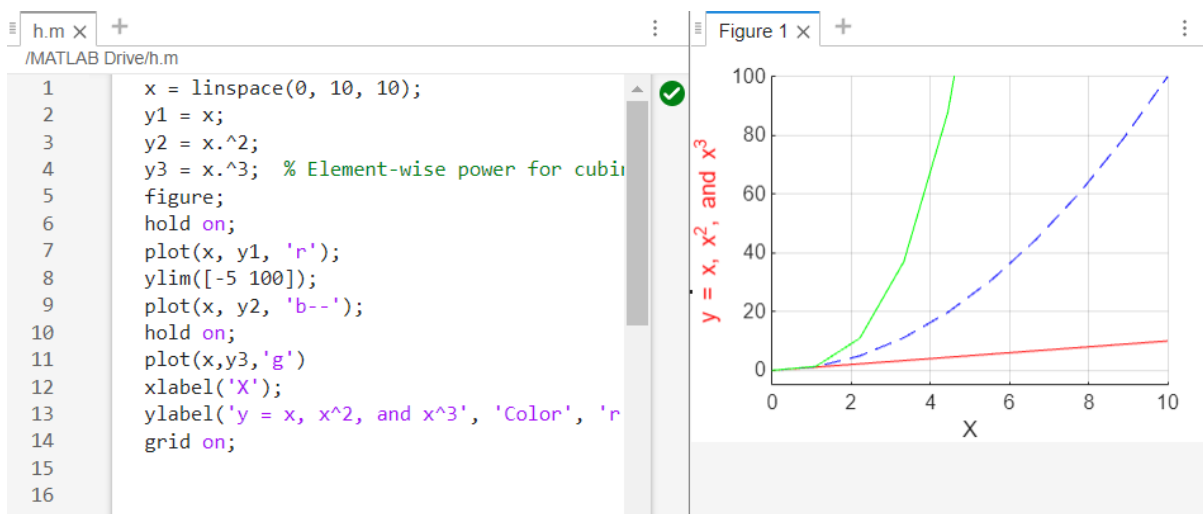 h.m × +
/MATLAB Drive/h.m
1 x = linspace(0, 10, 10);
2 y1 = x;
3 y2 = x.^2;
4 y3 = x.^3;  % Element-wise power for cubin
5 figure;
6 hold on;
7 plot(x, y1, 'r');
8 ylim([-5 100]);
9 plot(x, y2, 'b--');
10 hold on;
11 plot(x,y3,'g')
12 xlabel('X');
13 ylabel('y = x, x^2, and x^3', 'Color', 'r
14 grid on;
15
16
Figure 1 × +
y = x, x², and x³
100
80
60
40
20
0
0 2 4 6 8 10
X